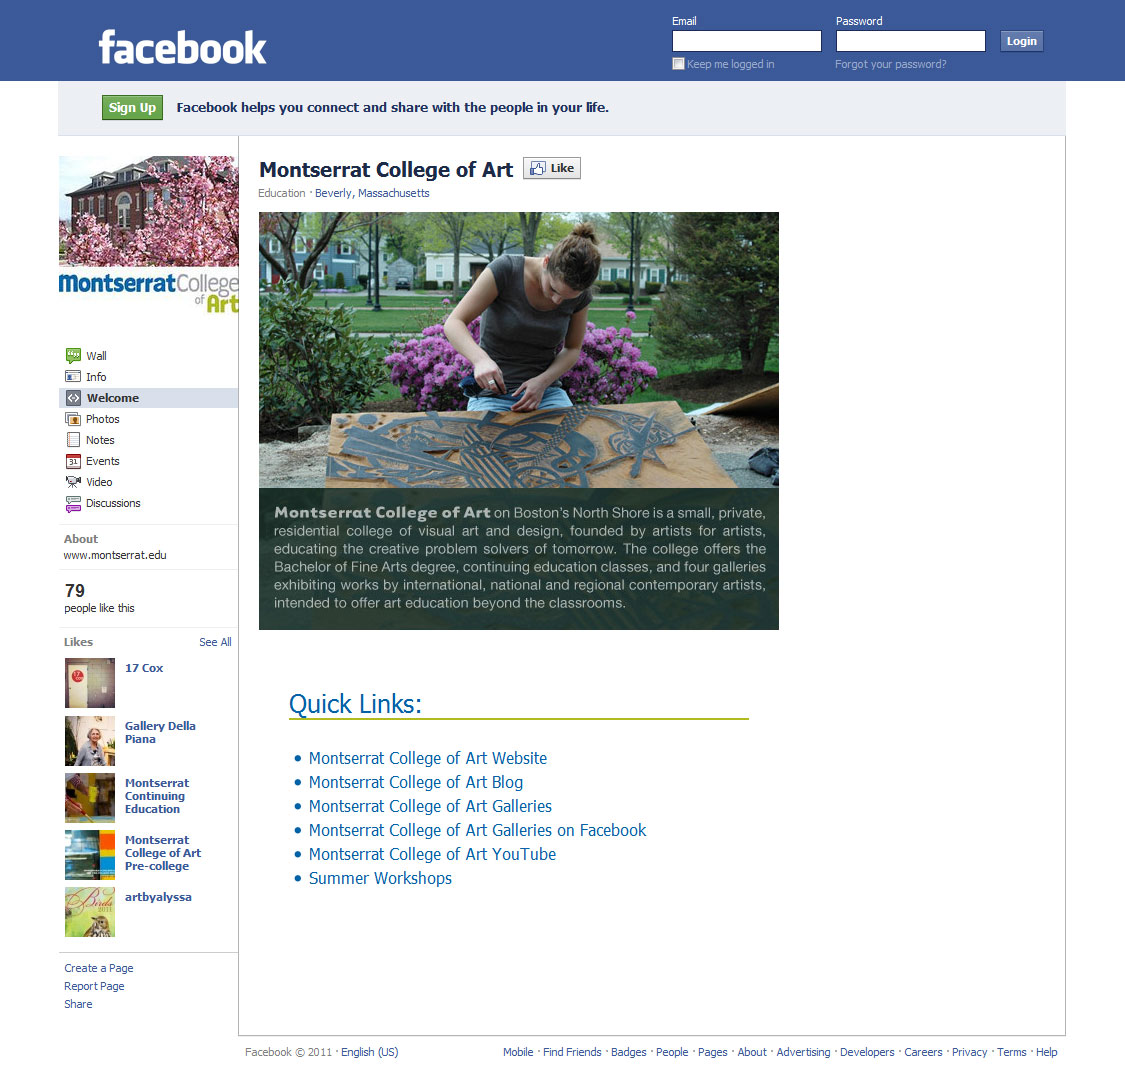 facebook
Email
Password
Login
Keep me logged in
Forgot your password?
Sign Up
Facebook helps you connect and share with the people in your life.
Montserrat College
of Art
Wall
Info
Welcome
Photos
Notes
31 Events
Video
Discussions
About
www.montserrat.edu
79
people like this
Likes
See All
17 Cox
Gallery Della
Piana
Montserrat
Continuing
Education
Montserrat
College of Art
Pre-college
Birds
2011
artbyalyssa
Create a Page
Report Page
Share
Montserrat College of Art
Like
Education · Beverly, Massachusetts
Montserrat College of Art on Boston's North Shore is a small, private,
residential college of visual art and design, founded by artists for artists,
educating the creative problem solvers of tomorrow. The college offers the
Bachelor of Fine Arts degree, continuing education classes, and four galleries
exhibiting works by international, national and regional contemporary artists,
intended to offer art education beyond the classrooms.
Quick Links:
• Montserrat College of Art Website
• Montserrat College of Art Blog
• Montserrat College of Art Galleries
• Montserrat College of Art Galleries on Facebook
• Montserrat College of Art YouTube
• Summer Workshops
Facebook © 2011 · English (US)
Mobile · Find Friends · Badges · People · Pages · About · Advertising · Developers · Careers · Privacy · Terms · Help